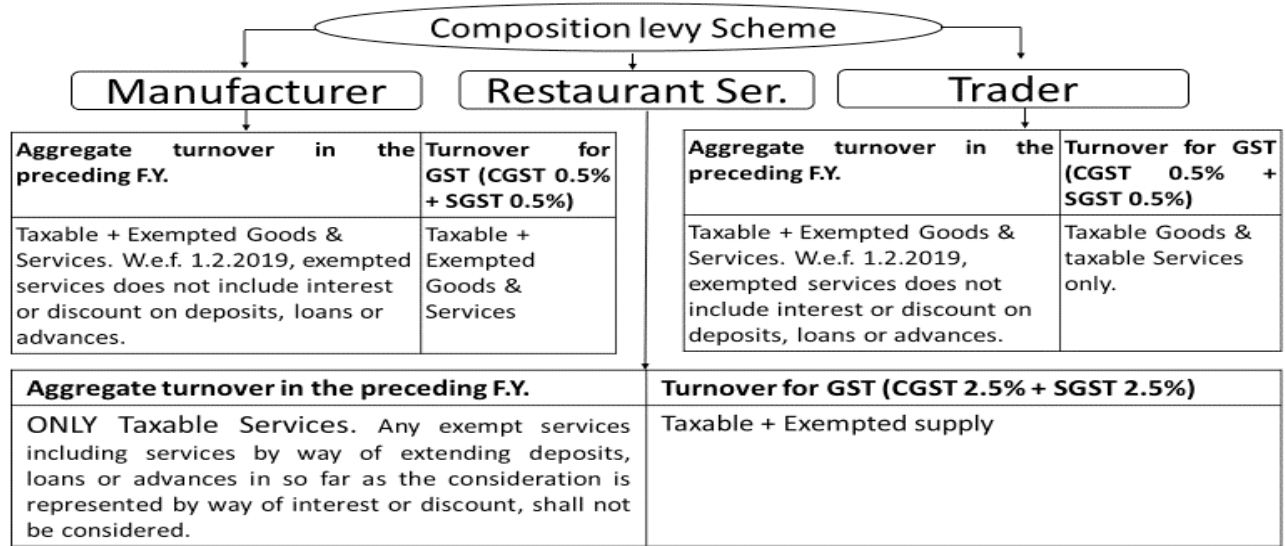 Composition levy Scheme
Manufacturer
Restaurant Ser.
Trader
Aggregate turnover in the
preceding F.Y.
Turnover for
GST (CGST 0.5%
+ SGST 0.5%)
Taxable + Exempted Goods &
Services. W.e.f. 1.2.2019, exempted
services does not include interest
or discount on deposits, loans or
advances.
Taxable +
Exempted
Goods &
Services
Aggregate turnover in the
preceding F.Y.
Turnover for GST
(CGST 0.5% +
SGST 0.5%)
Taxable + Exempted Goods &
Services. W.e.f. 1.2.2019,
exempted services does not
include interest or discount on
deposits, loans or advances.
Taxable Goods &
taxable Services
only.
Aggregate turnover in the preceding F.Y.
Turnover for GST (CGST 2.5% + SGST 2.5%)
ONLY Taxable Services. Any exempt services
including services by way of extending deposits,
loans or advances in so far as the consideration is
represented by way of interest or discount, shall not
be considered.
Taxable + Exempted supply